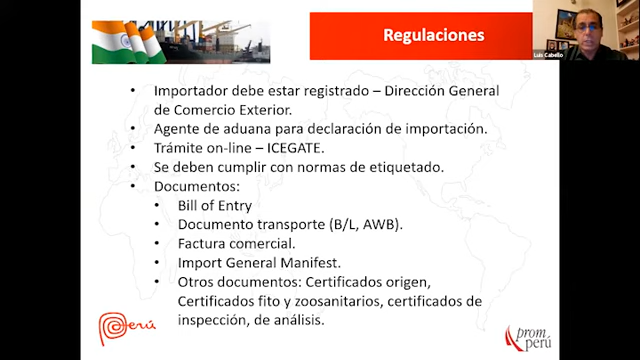 Regulaciones
Luis Cabello
• Importador debe estar registrado – Dirección General
de Comercio Exterior.
• Agente de aduana para declaración de importación.
• Trámite on-line – ICEGATE.
• Se deben cumplir con normas de etiquetado.
• Documentos:
• Bill of Entry
• Documento transporte (B/L, AWB).
• Factura comercial.
• Import General Manifest.
• Otros documentos: Certificados origen,
Certificados fito y zoosanitarios, certificados de
inspección, de análisis.
Perú
prom
perú